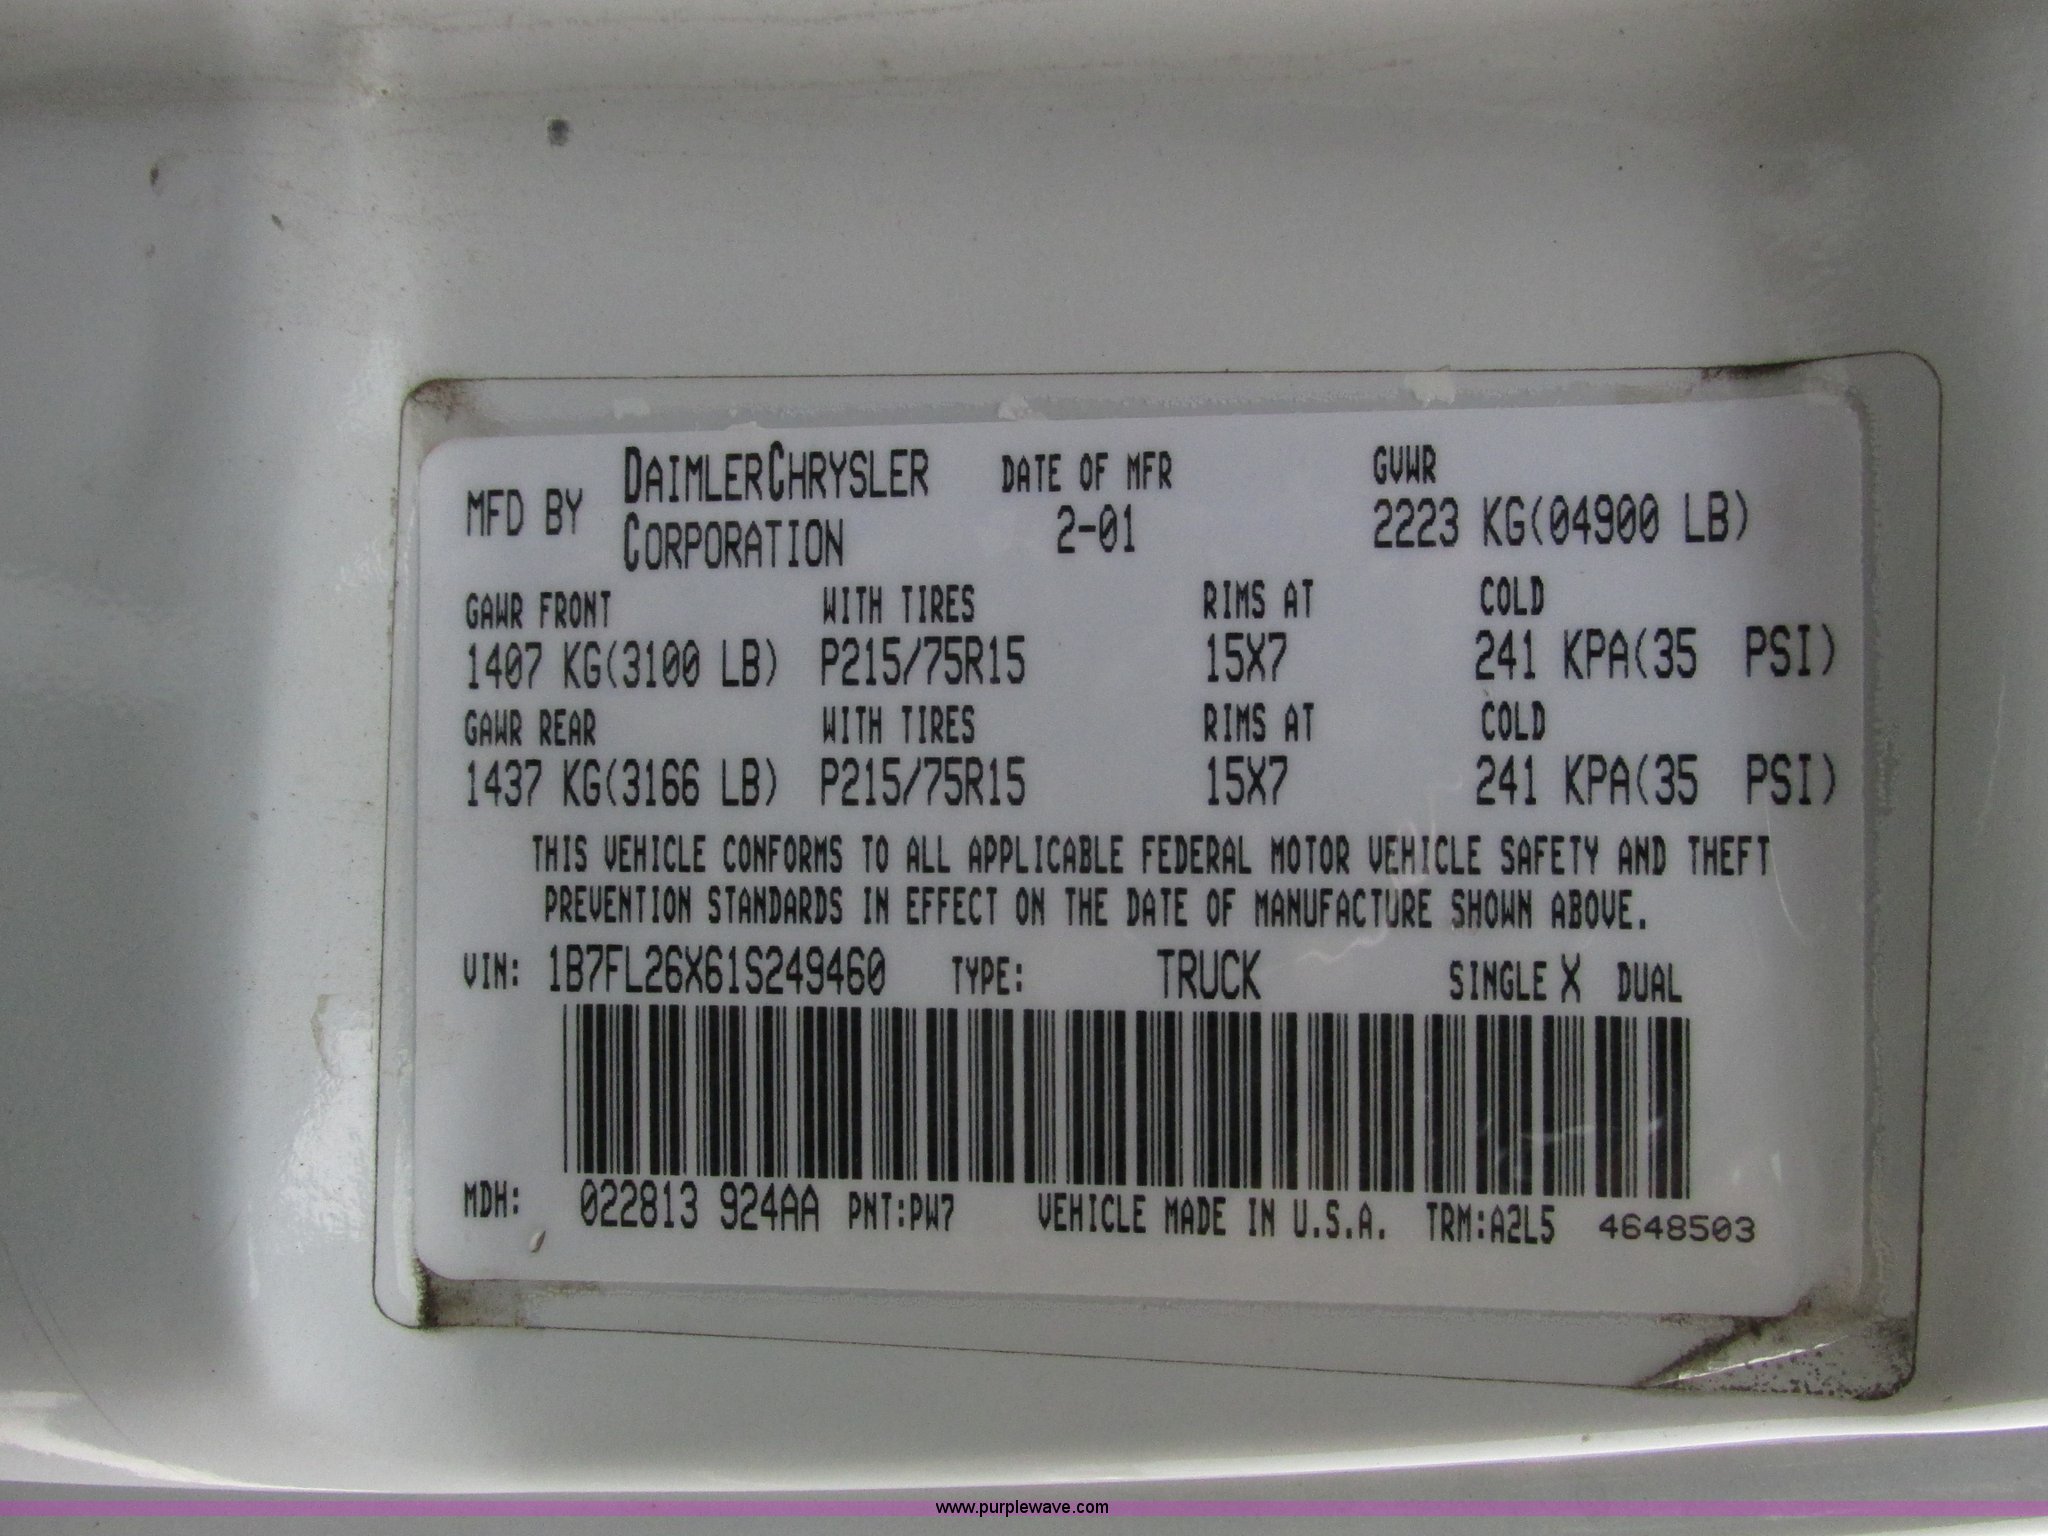 MFD BY DAIMLERCHRYSLER CORPORATION DATE OF MFR 2-01 GVWR 2223 KG(04900 LB)
GAWR FRONT WITH TIRES RIMS AT COLD
1407 KG(3100 LB) P215/75R15 15X7 241 KPA(35 PSI)
GAWR REAR WITH TIRES RIMS AT COLD
1437 KG(3166 LB) P215/75R15 15X7 241 KPA(35 PSI)
THIS VEHICLE CONFORMS TO ALL APPLICABLE FEDERAL MOTOR VEHICLE SAFETY AND THEFT
PREVENTION STANDARDS IN EFFECT ON THE DATE OF MANUFACTURE SHOWN ABOVE.
VIN: 1B7FL26X61S249460 TYPE: TRUCK SINGLE X DUAL
MDH: 022813 924AA PNT:PW7 VEHICLE MADE IN U.S.A. TRM:A2L5 4648503
www.purplewave.com